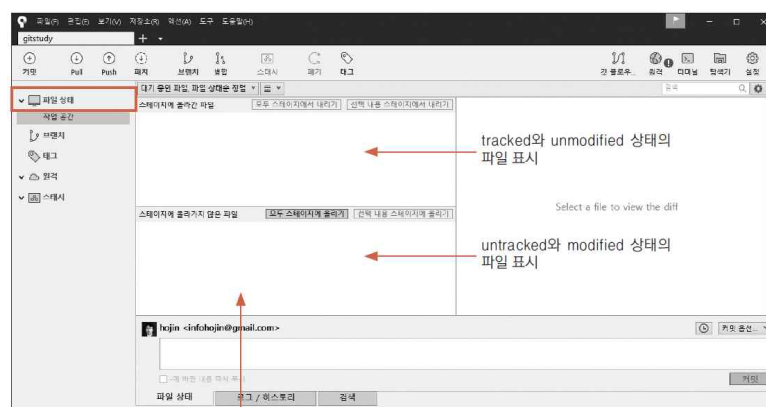 파일(F) 편집(E) 보기(V) 저장소(R) 액션(A) 도구 도움말(H)
gitstudy
커밋 Pull Push 패치 브랜치 병합 스태시 폐기 태그 깃 플로우.. 원격 터미널 탐색기 설정
대기 중인 파일, 파일 상태순 정렬 검색
파일 상태
스테이지에 올라간 파일 모두 스테이지에서 내리기 선택 내용 스테이지에서 내리기
작업 공간
브랜치
태그
원격
스태시
tracked와 unmodified 상태의
파일 표시
Select a file to view the diff
스테이지에 올라가지 않은 파일 모두 스테이지에 올리기 선택 내용 스테이지에 올리기
untracked와 modified 상태의
파일 표시
hojin <infohojin@gmail.com> 커밋 옵션...
커밋
파일 상태 로그 / 히스토리 검색